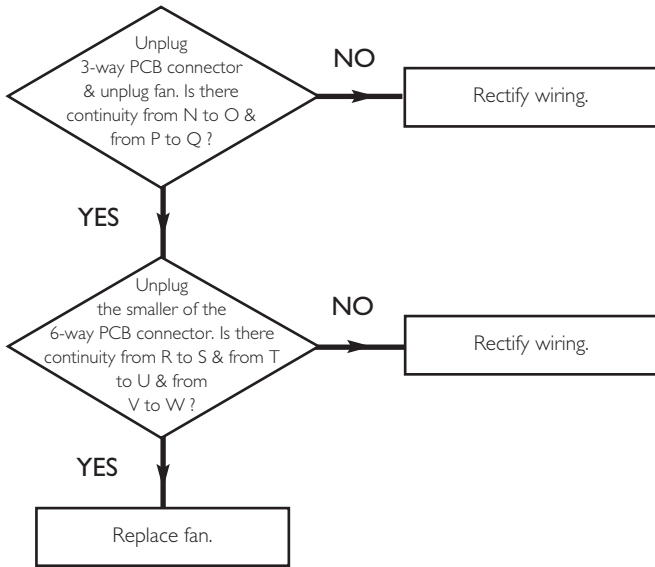 Unplug
3-way PCB connector
& unplug fan. Is there
continuity from N to O &
from P to Q ?
NO
Rectify wiring.
YES
Unplug
the smaller of the
6-way PCB connector. Is there
continuity from R to S & from T
to U & from
V to W ?
NO
Rectify wiring.
YES
Replace fan.